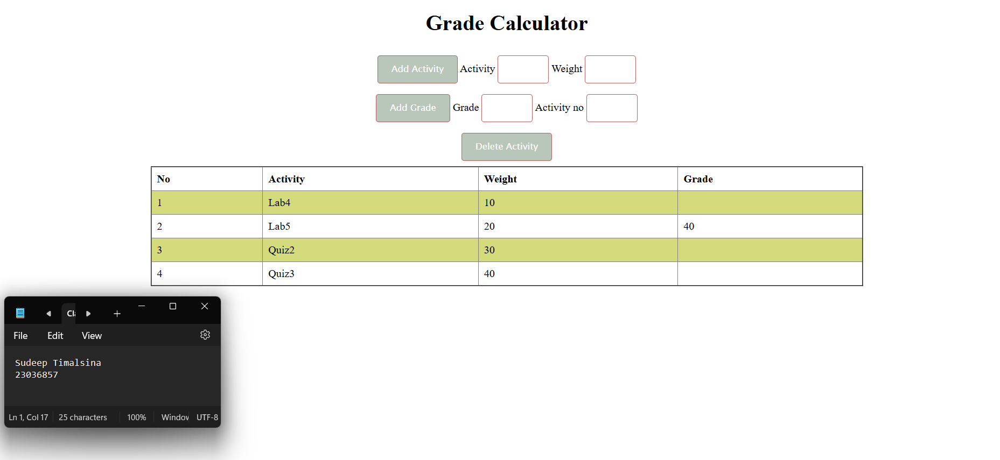 Grade Calculator
Add Activity Activity Weight
Add Grade Grade Activity no
Delete Activity
No Activity Weight Grade
1 Lab4 10
2 Lab5 20 40
3 Quiz2 30
4 Quiz3 40
File Edit View
Sudeep Timalsina
23036857
Ln 1, Col 17 25 characters 100% Window UTF-8